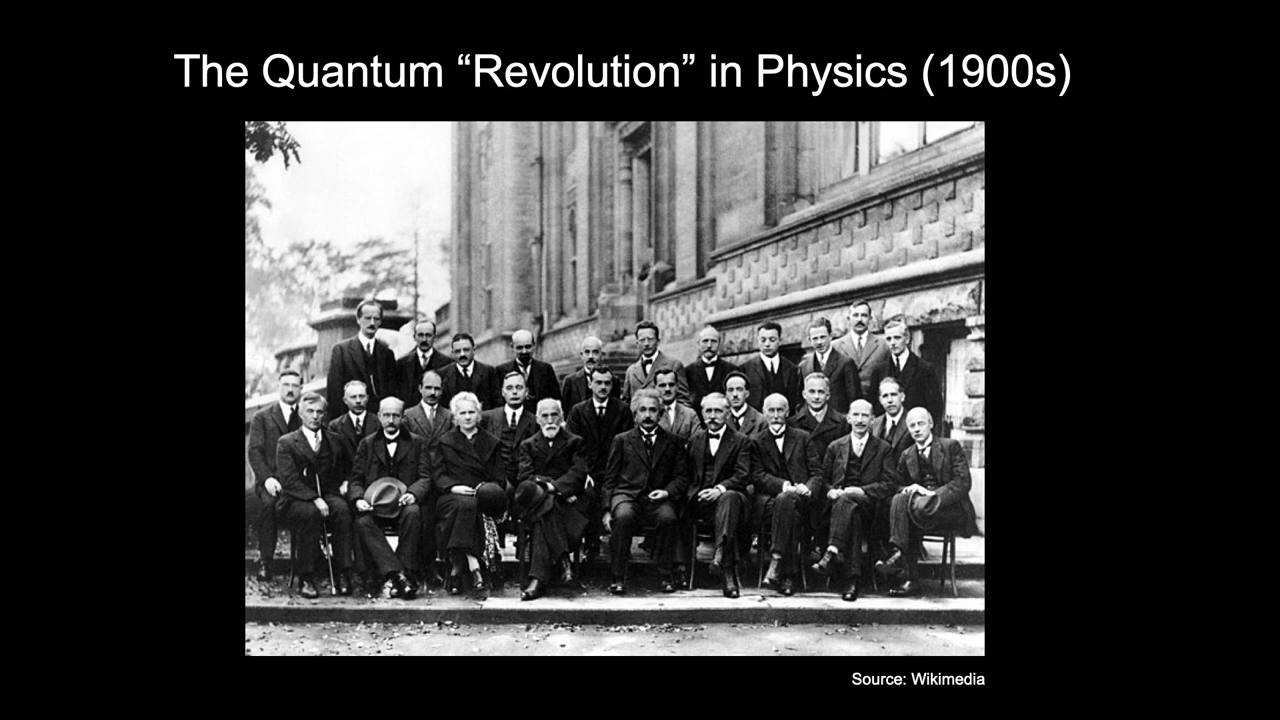 The Quantum “Revolution” in Physics (1900s)
Source: Wikimedia